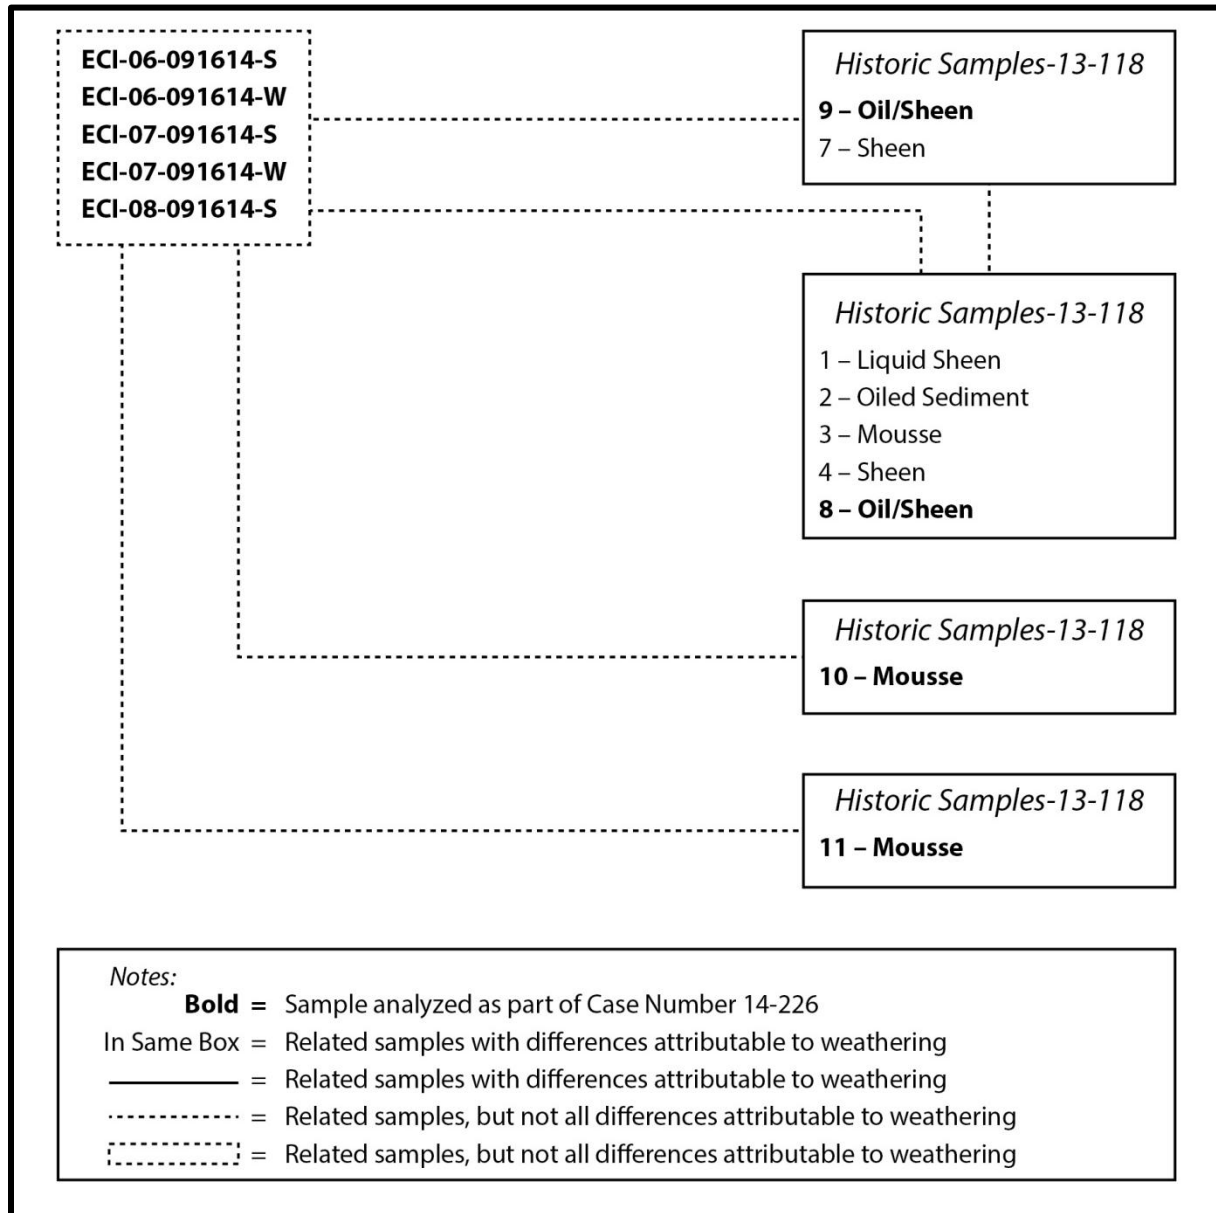 ECI-06-091614-S
ECI-06-091614-W
ECI-07-091614-S
ECI-07-091614-W
ECI-08-091614-S
Historic Samples-13-118
9 – Oil/Sheen
7 – Sheen
Historic Samples-13-118
1 – Liquid Sheen
2 – Oiled Sediment
3 – Mousse
4 – Sheen
8 – Oil/Sheen
Historic Samples-13-118
10 – Mousse
Historic Samples-13-118
11 – Mousse
Notes:
Bold = Sample analyzed as part of Case Number 14-226
In Same Box = Related samples with differences attributable to weathering
= Related samples with differences attributable to weathering
= Related samples, but not all differences attributable to weathering
= Related samples, but not all differences attributable to weathering